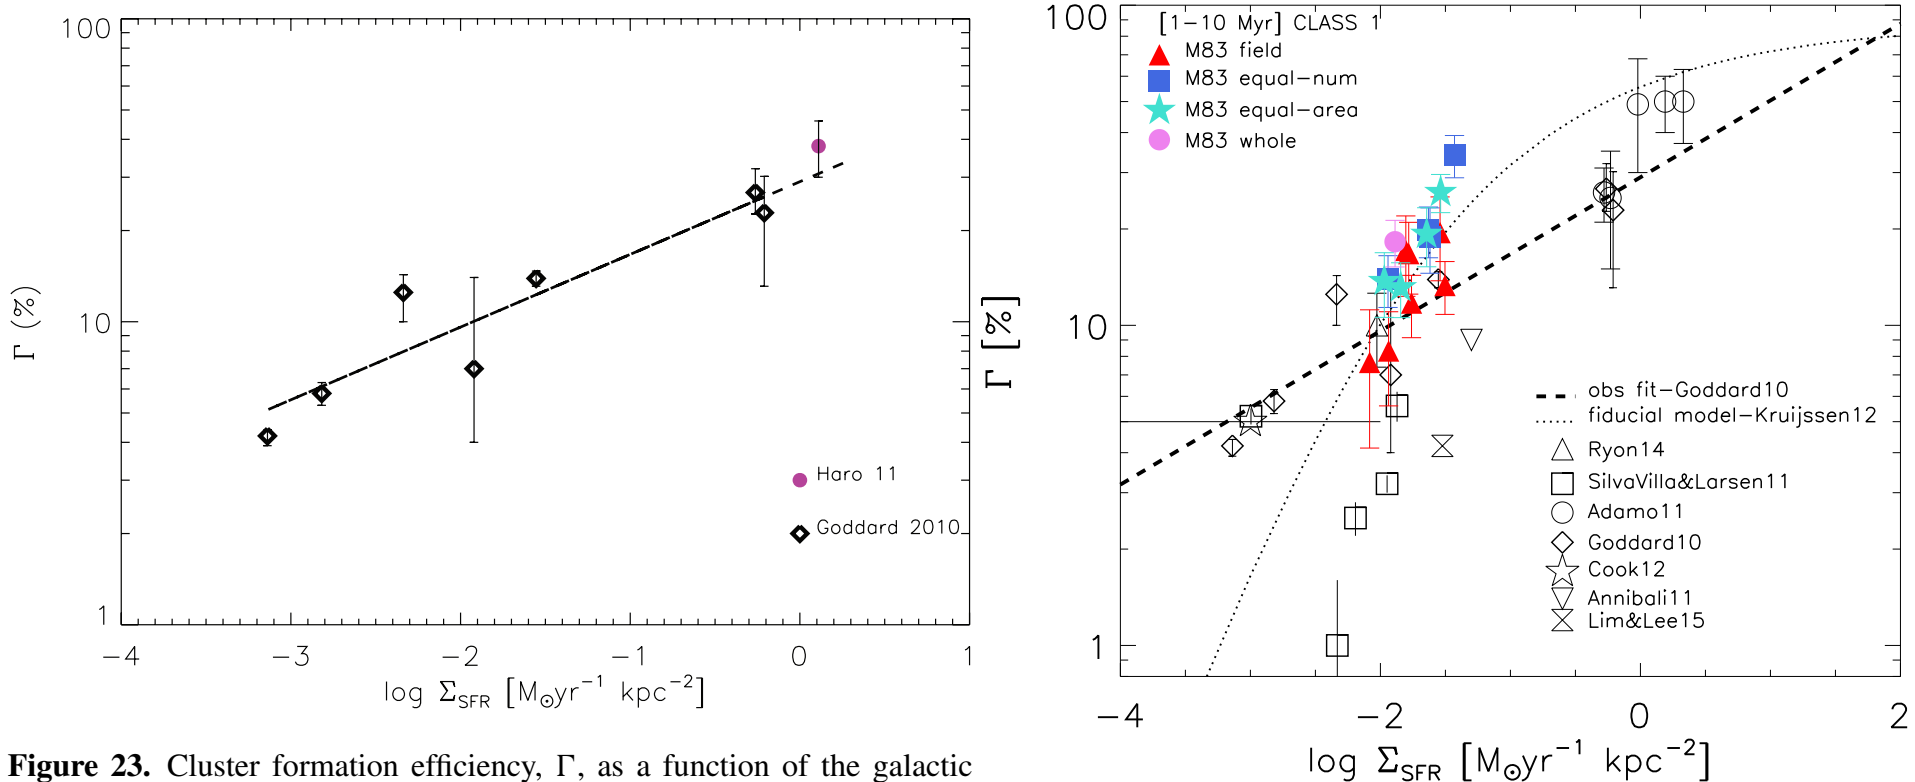 100
10
1
Γ (%)
−4 −3 −2 −1 0 1
log Σ_SFR [M_⊙yr⁻¹ kpc⁻²]
Haro 11
Goddard 2010
Figure 23. Cluster formation efficiency, Γ, as a function of the galactic
100
10
1
Γ [%]
−4 −2 0 2
log Σ_SFR [M_⊙yr⁻¹ kpc⁻²]
[1−10 Myr] CLASS 1
M83 field
M83 equal−num
M83 equal−area
M83 whole
obs fit−Goddard10
fiducial model−Kruijssen12
Ryon14
SilvaVilla&Larsen11
Adamo11
Goddard10
Cook12
Annibali11
Lim&Lee15